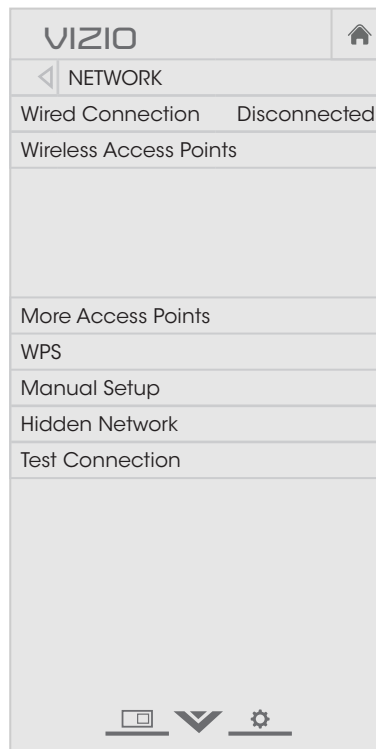 VIZIO
NETWORK
Wired Connection Disconnected
Wireless Access Points
More Access Points
WPS
Manual Setup
Hidden Network
Test Connection